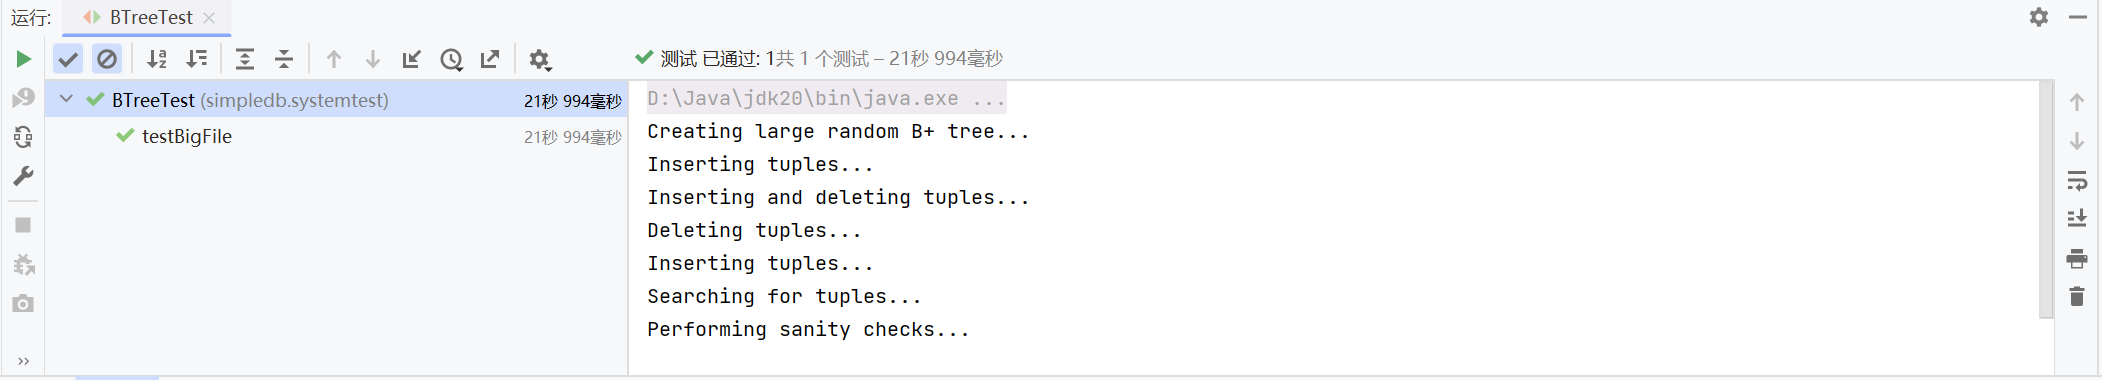 运行: BTreeTest
测试 已通过: 1共 1 个测试 – 21秒 994毫秒
BTreeTest (simpledb.systemtest) 21秒 994毫秒
testBigFile 21秒 994毫秒
D:\Java\jdk20\bin\java.exe ...
Creating large random B+ tree...
Inserting tuples...
Inserting and deleting tuples...
Deleting tuples...
Inserting tuples...
Searching for tuples...
Performing sanity checks...